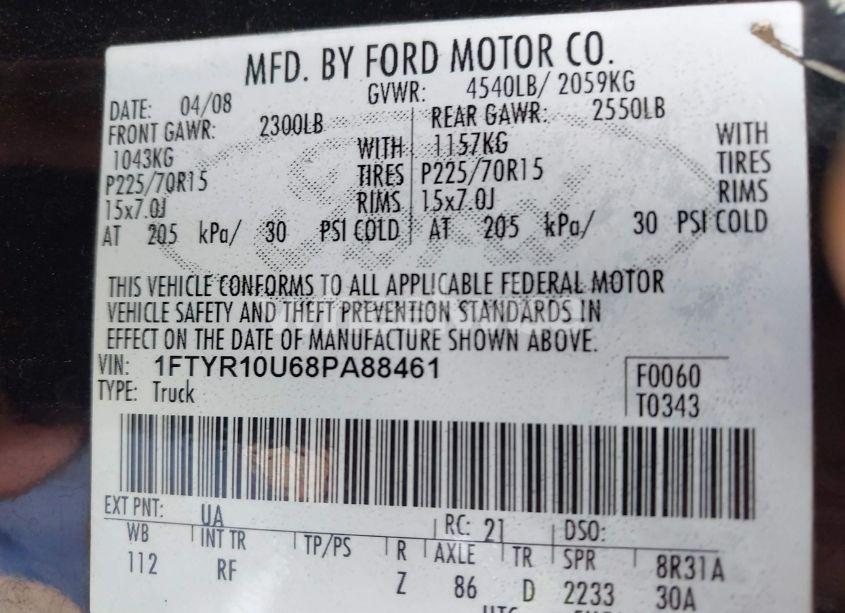 MFD. BY FORD MOTOR CO.
DATE: 04/08 GVWR: 4540LB/ 2059KG
FRONT GAWR: 2300LB REAR GAWR: 2550LB
1043KG WITH 1157KG WITH
P225/70R15 TIRES P225/70R15 TIRES
15x7.0J RIMS 15x7.0J RIMS
AT 205 kPa/ 30 PSI COLD AT 205 kPa/ 30 PSI COLD
THIS VEHICLE CONFORMS TO ALL APPLICABLE FEDERAL MOTOR
VEHICLE SAFETY AND THEFT PREVENTION STANDARDS IN
EFFECT ON THE DATE OF MANUFACTURE SHOWN ABOVE.
VIN: 1FTYR10U68PA88461 F0060
TYPE: Truck T0343
EXT PNT: UA RC: 21 DSO:
WB INT TR TP/PS R AXLE TR SPR 8R31A
112 RF Z 86 D 2233 30A